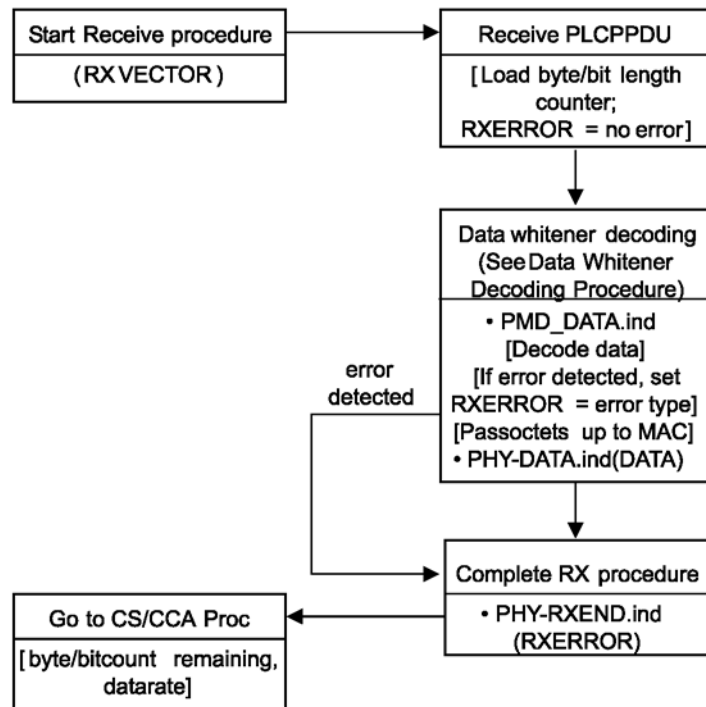 Start Receive procedure
(RXVECTOR)
Receive PLCPPDU
[Load byte/bit length
counter;
RXERROR = no error]
Data whitener decoding
(See Data Whitener
Decoding Procedure)
• PMD_DATA.ind
[Decode data]
[If error detected, set
RXERROR = error type]
[Passoctets up to MAC]
• PHY-DATA.ind(DATA)
error
detected
Complete RX procedure
• PHY-RXEND.ind
(RXERROR)
Go to CS/CCA Proc
[byte/bitcount remaining,
datarate]